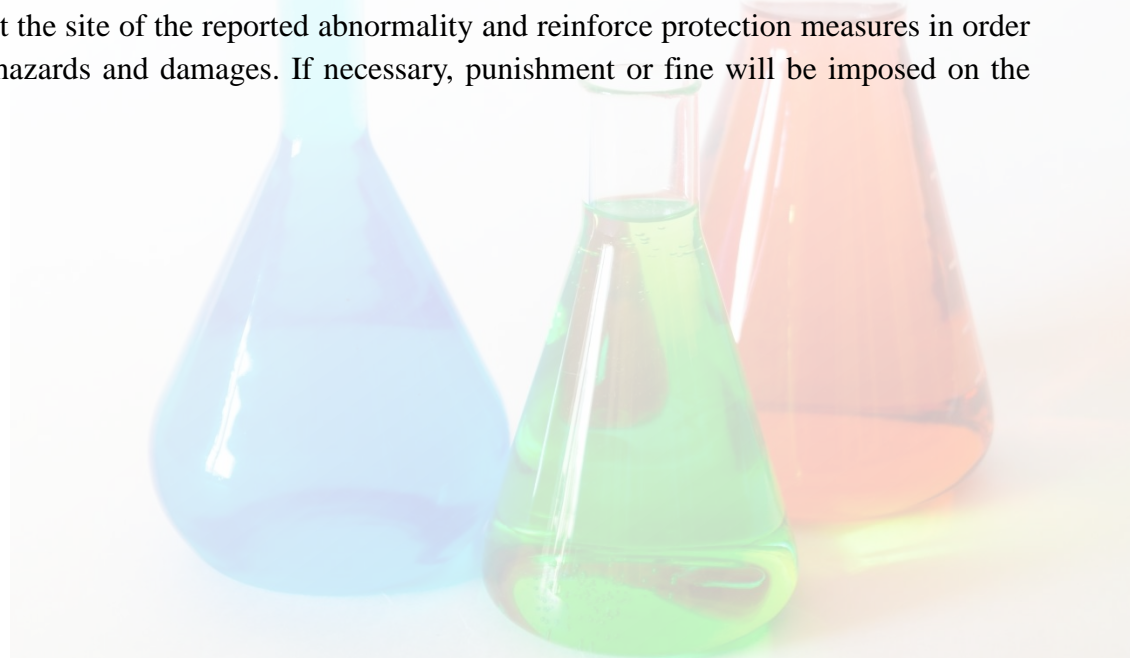 t the site of the reported abnormality and reinforce protection measures in order
hazards and damages. If necessary, punishment or fine will be imposed on the